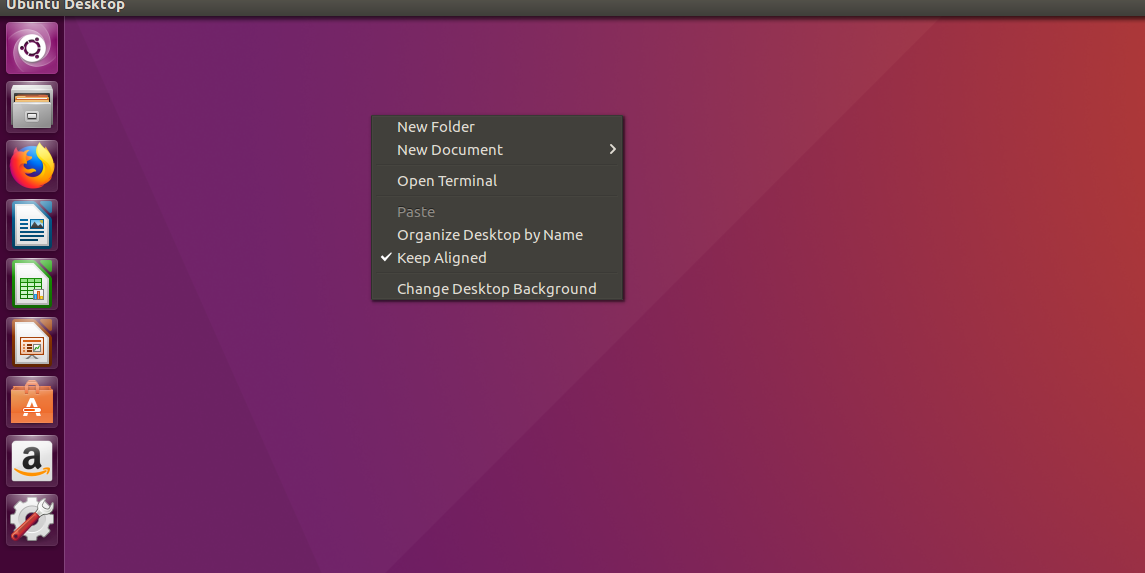 Ubuntu Desktop
New Folder
New Document
Open Terminal
Paste
Organize Desktop by Name
Keep Aligned
Change Desktop Background